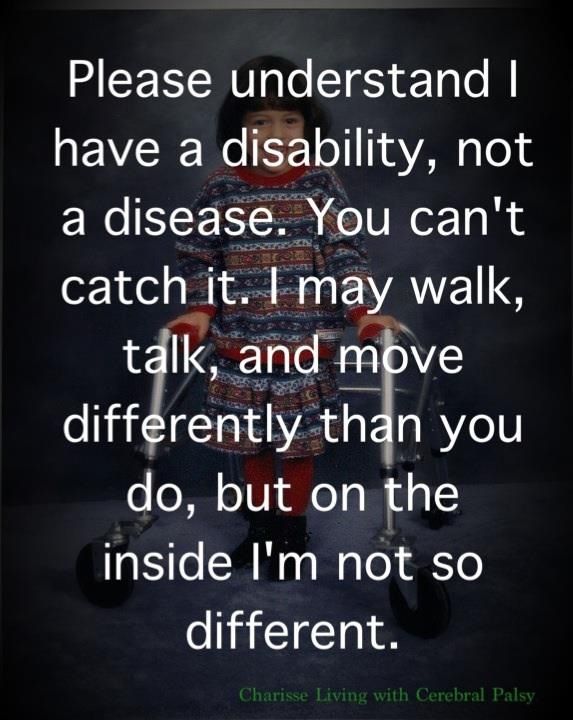 Please understand I
have a disability, not
a disease. You can't
catch it. I may walk,
talk, and move
differently than you
do, but on the
inside I'm not so
different.
Charisse Living with Cerebral Palsy